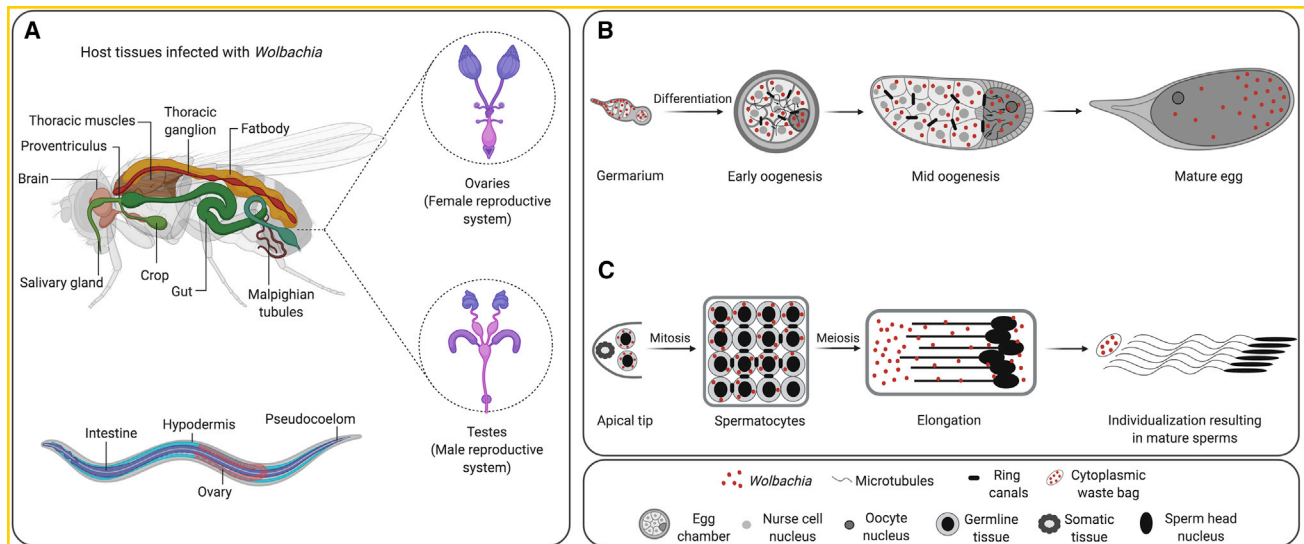 A
Host tissues infected with Wolbachia
Thoracic
ganglion
Thoracic muscles
Fatbody
Proventriculus
Brain
Salivary gland
Crop
Gut
Malpighian
tubules
Ovaries
(Female reproductive
system)
Testes
(Male reproductive
system)
Intestine
Hypodermis
Pseudocoelom
Ovary
B
Differentiation
Germarium
Early oogenesis
Mid oogenesis
Mature egg
C
Mitosis
Meiosis
Apical tip
Spermatocytes
Elongation
Individualization resulting
in mature sperms
Wolbachia
Microtubules
Ring
canals
Cytoplasmic
waste bag
Egg
chamber
Nurse cell
nucleus
Oocyte
nucleus
Germline
tissue
Somatic
tissue
Sperm head
nucleus